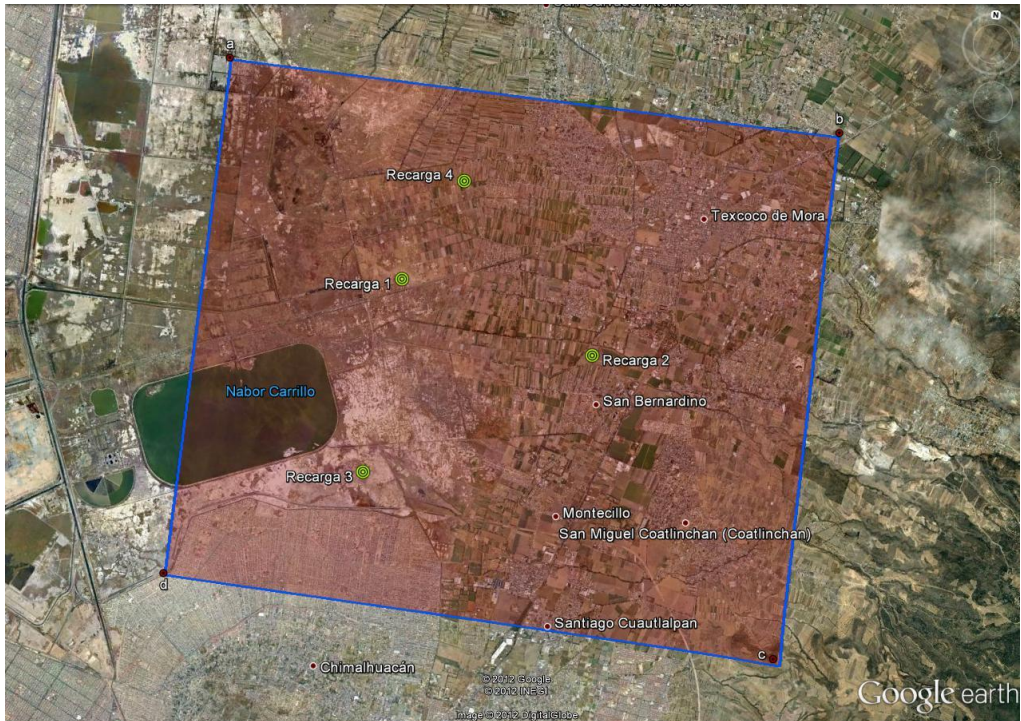 N
a
b
Recarga 4
Texcoco de Mora
Recarga 1
Recarga 2
Nabor Carrillo
San Bernardino
Recarga 3
Montecillo
San Miguel Coatlinchan (Coatlinchan)
d
Santiago Cuautlalpan
c
Chimalhuacán
© 2012 Google
© 2012 INEGI
Image © 2012 DigitalGlobe
Google earth